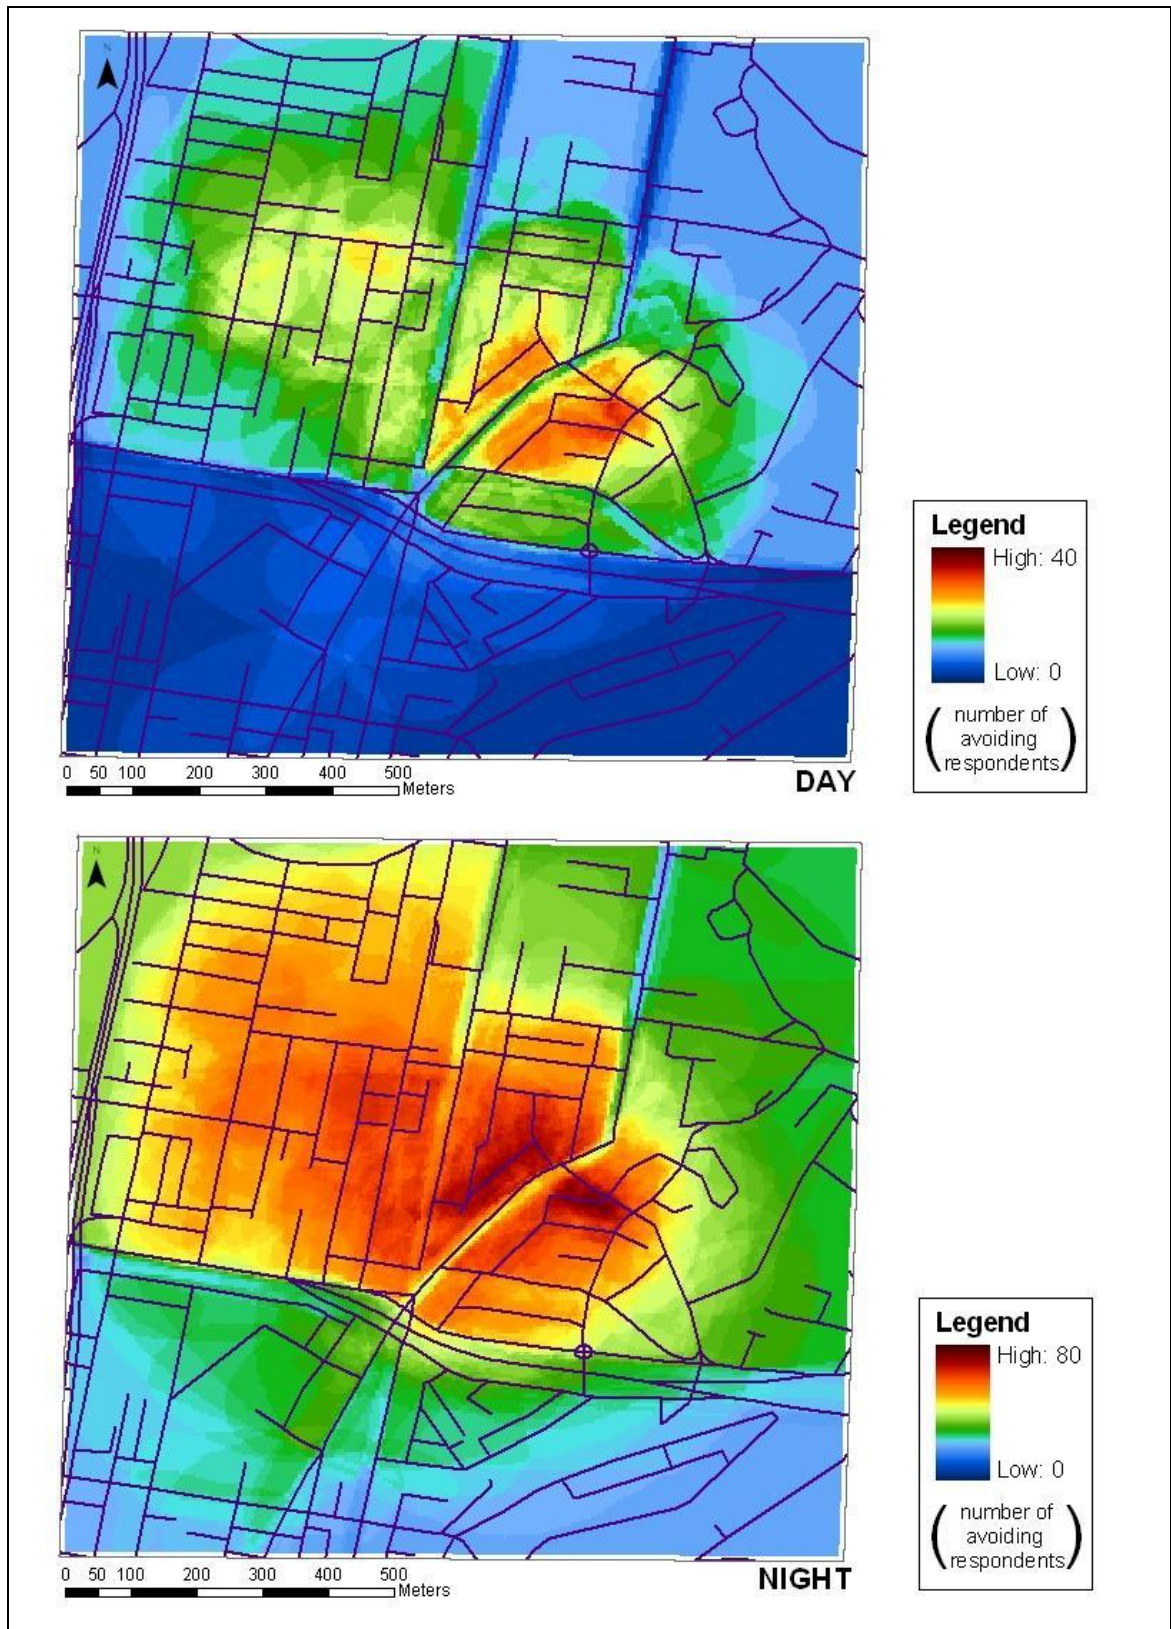 N
Legend
High: 40
Low: 0
( number of
avoiding
respondents )
0 50 100 200 300 400 500
Meters
DAY
N
Legend
High: 80
Low: 0
( number of
avoiding
respondents )
0 50 100 200 300 400 500
Meters
NIGHT